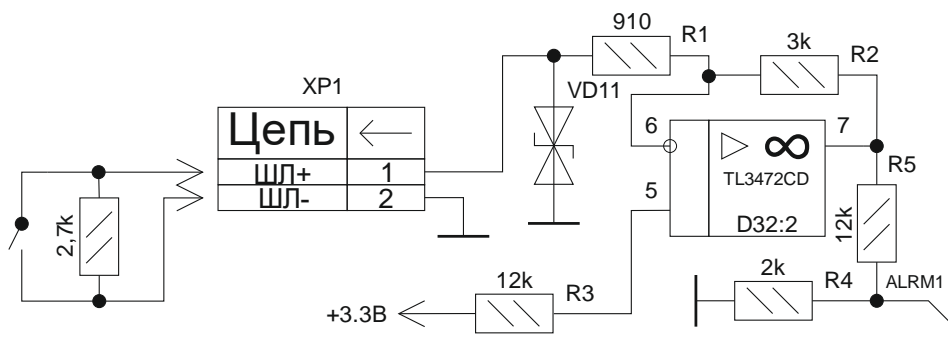 910
R1
3k
R2
XP1
VD11
Цепь
6
7
TL3472CD
ШЛ+
1
5
R5
ШЛ-
2
D32:2
2,7k
12k
12k
R3
2k
R4
ALRM1
+3.3В